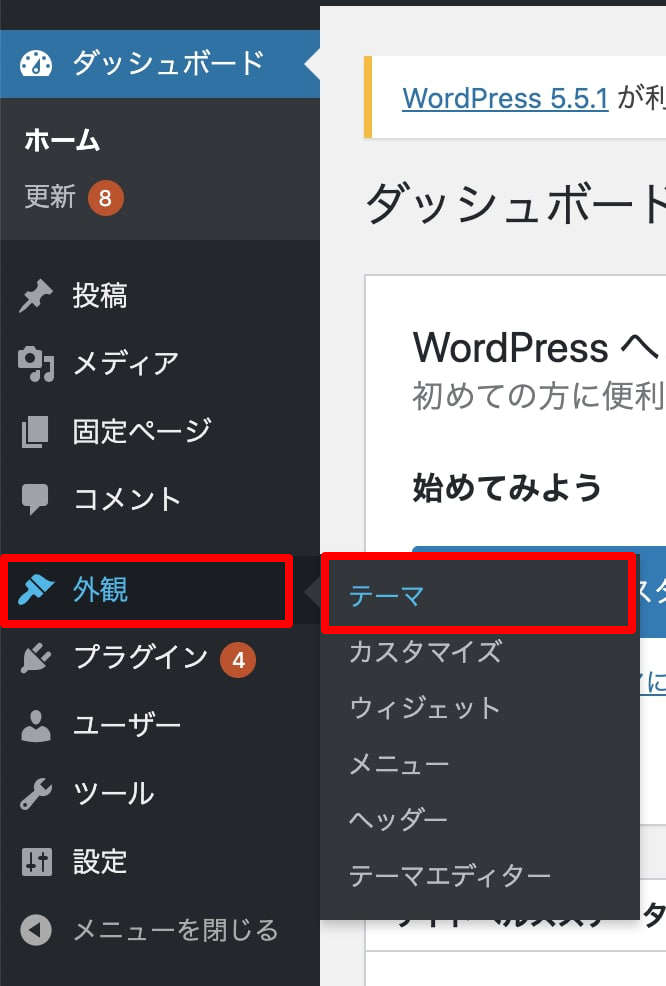 ダッシュボード
ホーム
更新 8
投稿
メディア
固定ページ
コメント
外観
プラグイン 4
ユーザー
ツール
設定
メニューを閉じる
テーマ
カスタマイズ
ウィジェット
メニュー
ヘッダー
テーマエディター
WordPress 5.5.1 が利
ダッシュボード
WordPress へ
初めての方に便利
始めてみよう